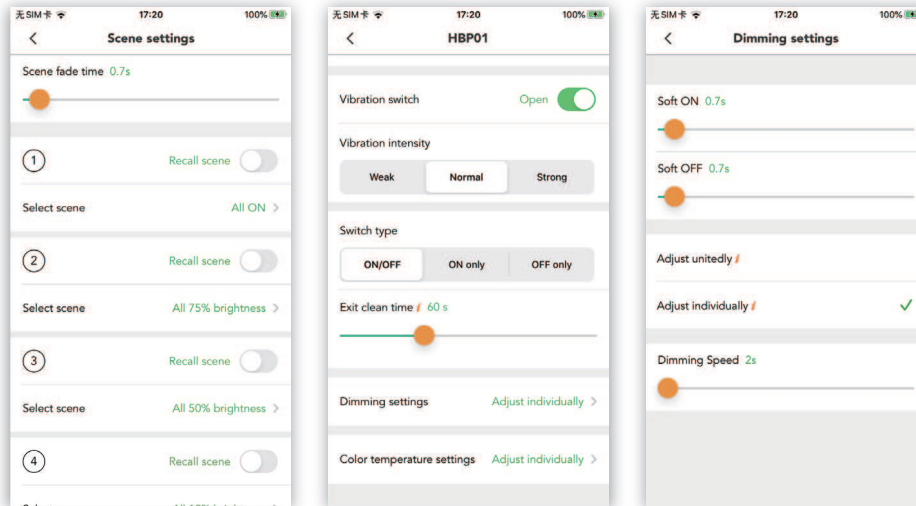 无SIM卡 17:20 100%
Scene settings
Scene fade time 0.7s
1 Recall scene
Select scene All ON >
2 Recall scene
Select scene All 75% brightness >
3 Recall scene
Select scene All 50% brightness >
4 Recall scene
无SIM卡 17:20 100%
HBP01
Vibration switch Open
Vibration intensity
Weak Normal Strong
Switch type
ON/OFF ON only OFF only
Exit clean time i 60 s
Dimming settings Adjust individually >
Color temperature settings Adjust individually >
无SIM卡 17:20 100%
Dimming settings
Soft ON 0.7s
Soft OFF 0.7s
Adjust unitedly i
Adjust individually i
Dimming Speed 2s